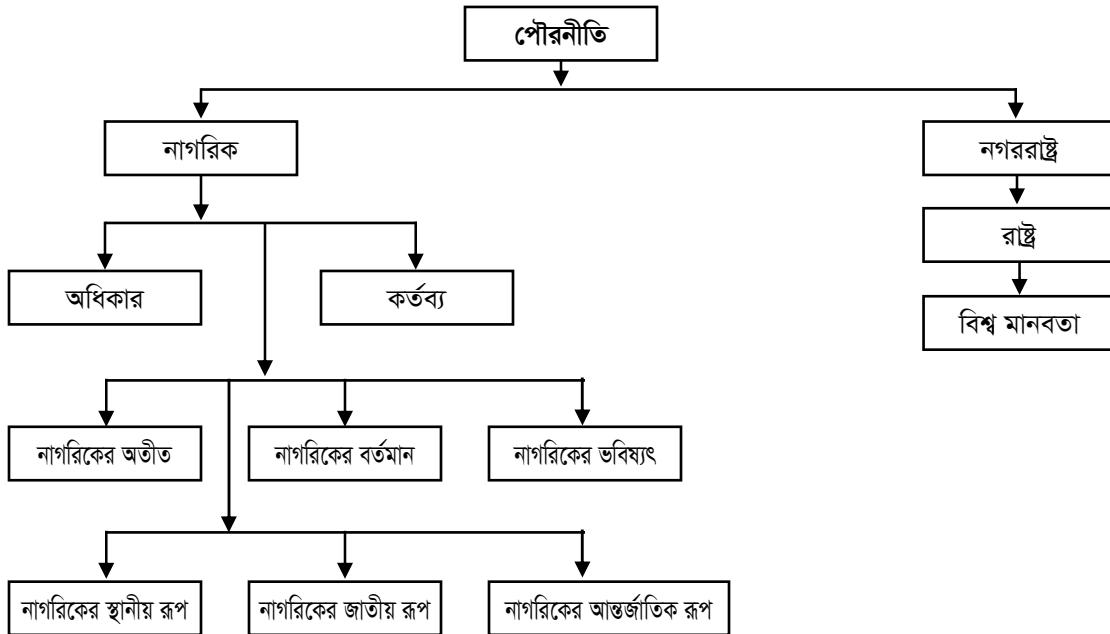 পৌরনীতি
নাগরিক
নগররাষ্ট্র
রাষ্ট্র
অধিকার
কর্তব্য
বিশ্ব মানবতা
নাগরিকের অতীত
নাগরিকের বর্তমান
নাগরিকের ভবিষ্যৎ
নাগরিকের স্থানীয় রূপ
নাগরিকের জাতীয় রূপ
নাগরিকের আন্তর্জাতিক রূপ